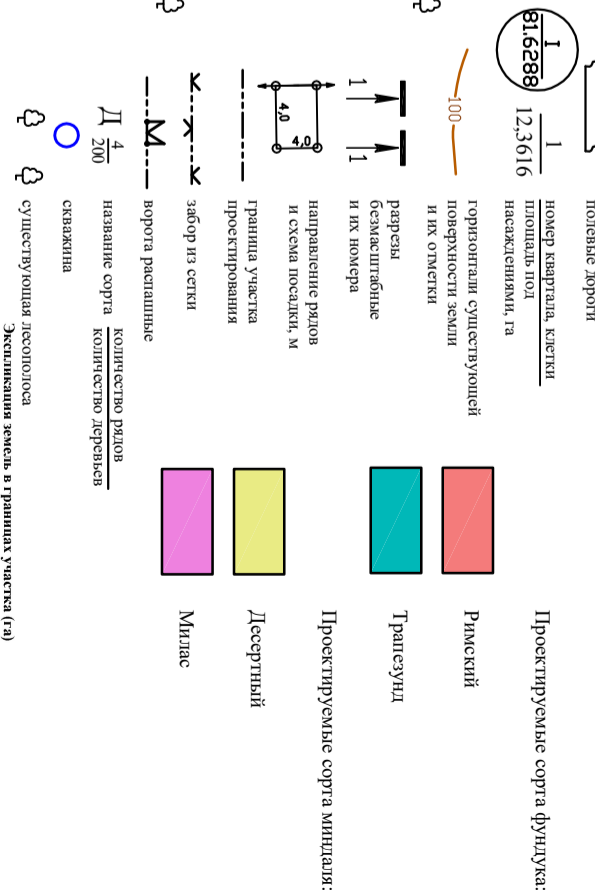 полевые дороги
I
81.6288
1
12,3616
номер квартала, клетки
площадь под
насаждениями, га
100
горизонтали существующей
поверхности земли
и их отметки
1
1
разрезы
безмасштабные
и их номера
4,0
4,0
направление рядов
и схема посадки, м
граница участка
проектирования
забор из сетки
ворота распашные
Д 4
200
название сорта
количество рядов
количество деревьев
скважина
существующая лесополоса
Проектируемые сорта фундука:
Римский
Трапезунд
Проектируемые сорта миндаля:
Десертный
Милас
Экспликация земель в границах участка (га)